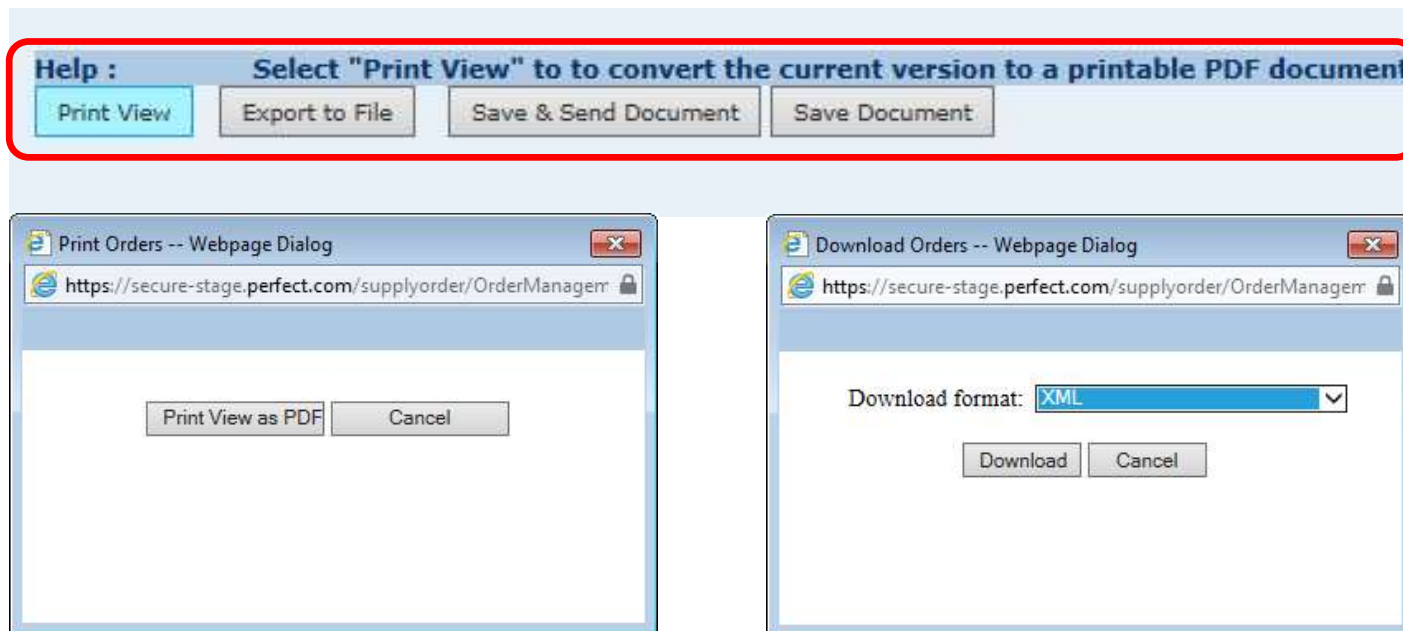 Help : Select "Print View" to to convert the current version to a printable PDF document
Print View Export to File Save & Send Document Save Document
Print Orders -- Webpage Dialog
https://secure-stage.perfect.com/supplyorder/OrderManagem
Print View as PDF Cancel
Download Orders -- Webpage Dialog
https://secure-stage.perfect.com/supplyorder/OrderManagem
Download format: XML
Download Cancel